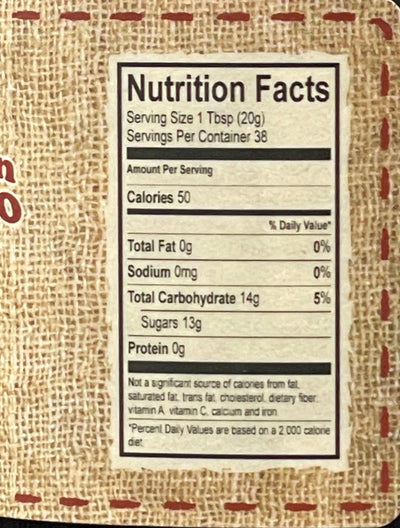 Nutrition Facts
Serving Size 1 Tbsp (20g)
Servings Per Container 38
Amount Per Serving
Calories 50
% Daily Value*
Total Fat 0g 0%
Sodium 0mg 0%
Total Carbohydrate 14g 5%
Sugars 13g
Protein 0g
Not a significant source of calories from fat,
saturated fat, trans fat, cholesterol, dietary fiber,
vitamin A, vitamin C, calcium and iron.
*Percent Daily Values are based on a 2,000 calorie
diet.